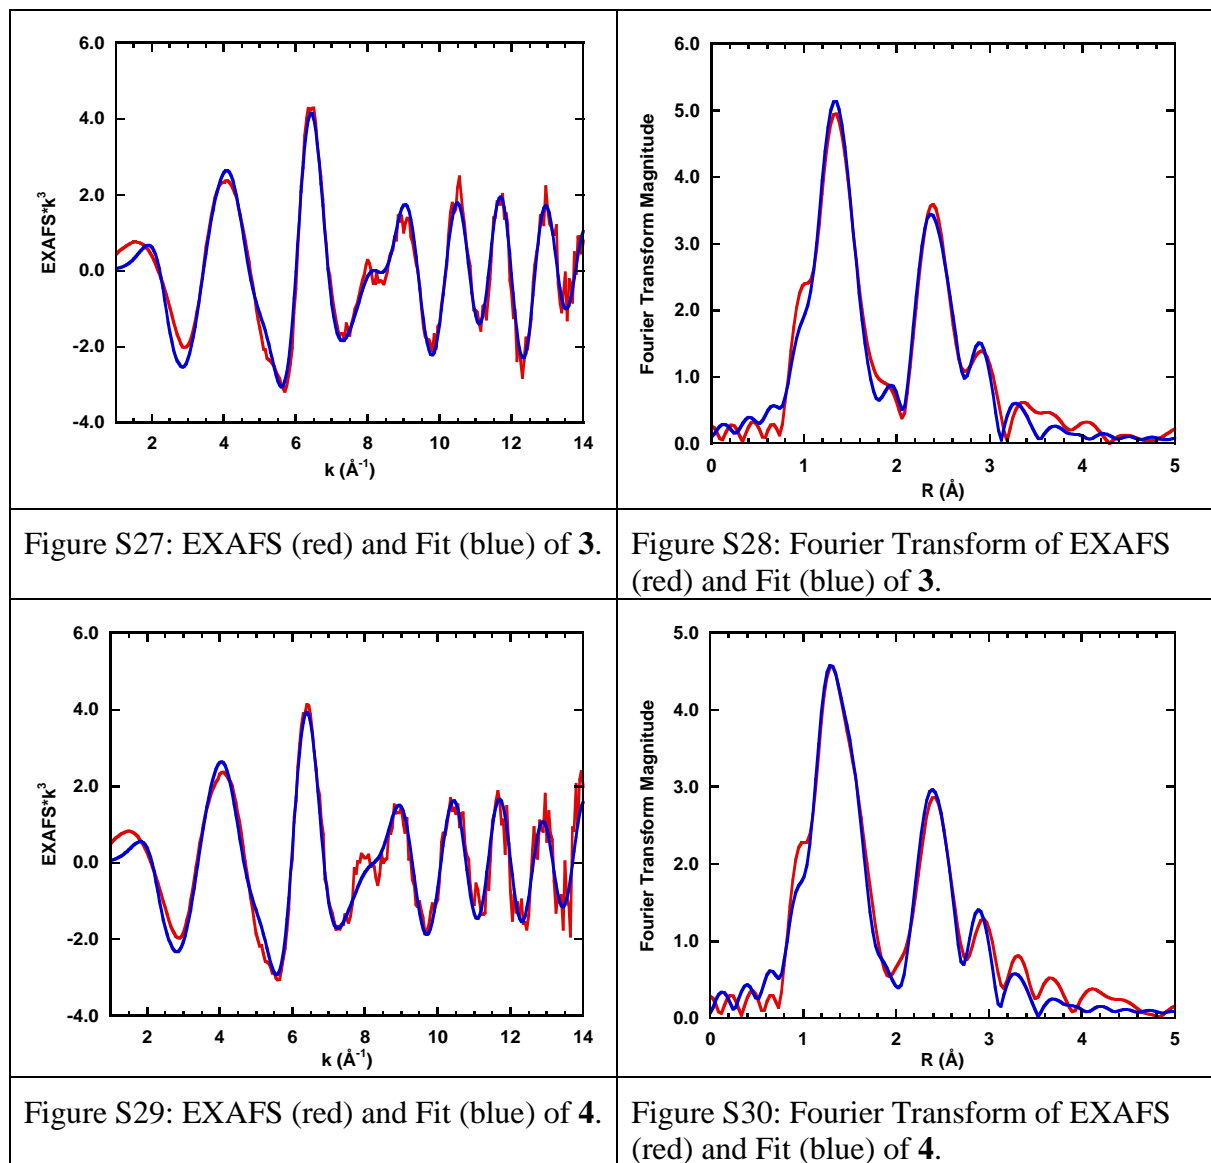 6.0
4.0
2.0
0.0
-2.0
-4.0
EXAFS*k³
2 4 6 8 10 12 14
k (Å⁻¹)
6.0
5.0
4.0
3.0
2.0
1.0
0.0
Fourier Transform Magnitude
0 1 2 3 4 5
R (Å)
Figure S27: EXAFS (red) and Fit (blue) of 3.
Figure S28: Fourier Transform of EXAFS
(red) and Fit (blue) of 3.
6.0
4.0
2.0
0.0
-2.0
-4.0
EXAFS*k³
2 4 6 8 10 12 14
k (Å⁻¹)
5.0
4.0
3.0
2.0
1.0
0.0
Fourier Transform Magnitude
0 1 2 3 4 5
R (Å)
Figure S29: EXAFS (red) and Fit (blue) of 4.
Figure S30: Fourier Transform of EXAFS
(red) and Fit (blue) of 4.